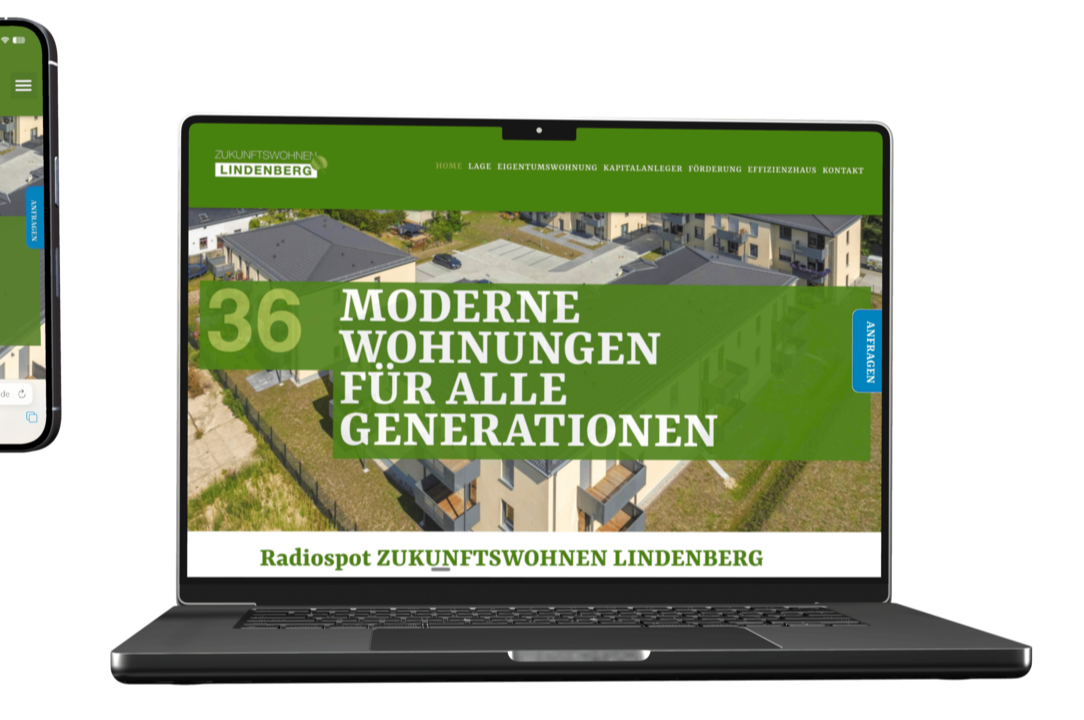 ANFRAGEN
de
ZUKUNFTSWOHNEN
LINDENBERG
HOME LAGE EIGENTUMSWOHNUNG KAPITALANLEGER FÖRDERUNG EFFIZIENZHAUS KONTAKT
36
MODERNE
WOHNUNGEN
FÜR ALLE
GENERATIONEN
ANFRAGEN
Radiospot ZUKUNFTSWOHNEN LINDENBERG